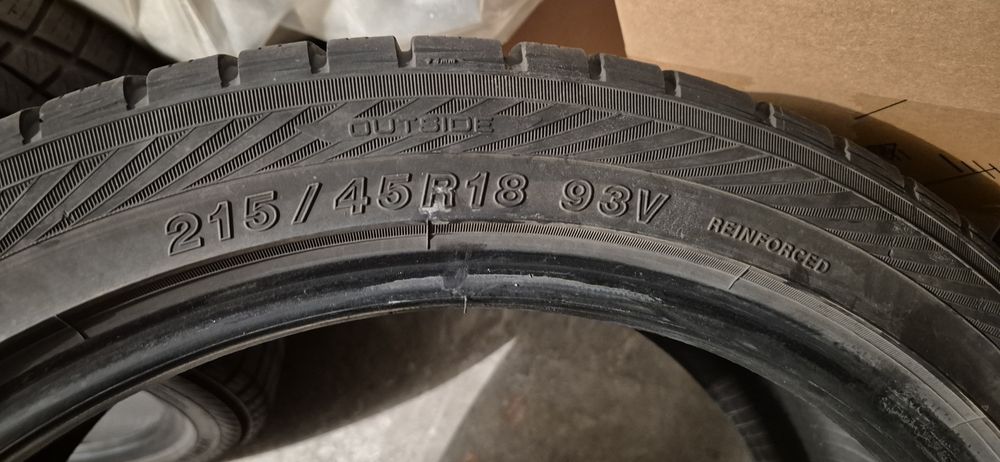 OUTSIDE
215/45R18 93V
REINFORCED